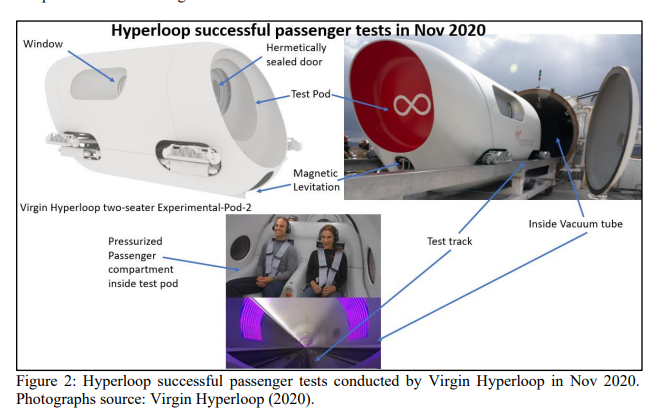 Hyperloop successful passenger tests in Nov 2020
Window
Hermetically
sealed door
Test Pod
Magnetic
Levitation
Virgin Hyperloop two-seater Experimental-Pod-2
Pressurized
Passenger
compartment
inside test pod
Test track
Inside Vacuum tube
Figure 2: Hyperloop successful passenger tests conducted by Virgin Hyperloop in Nov 2020.
Photographs source: Virgin Hyperloop (2020).